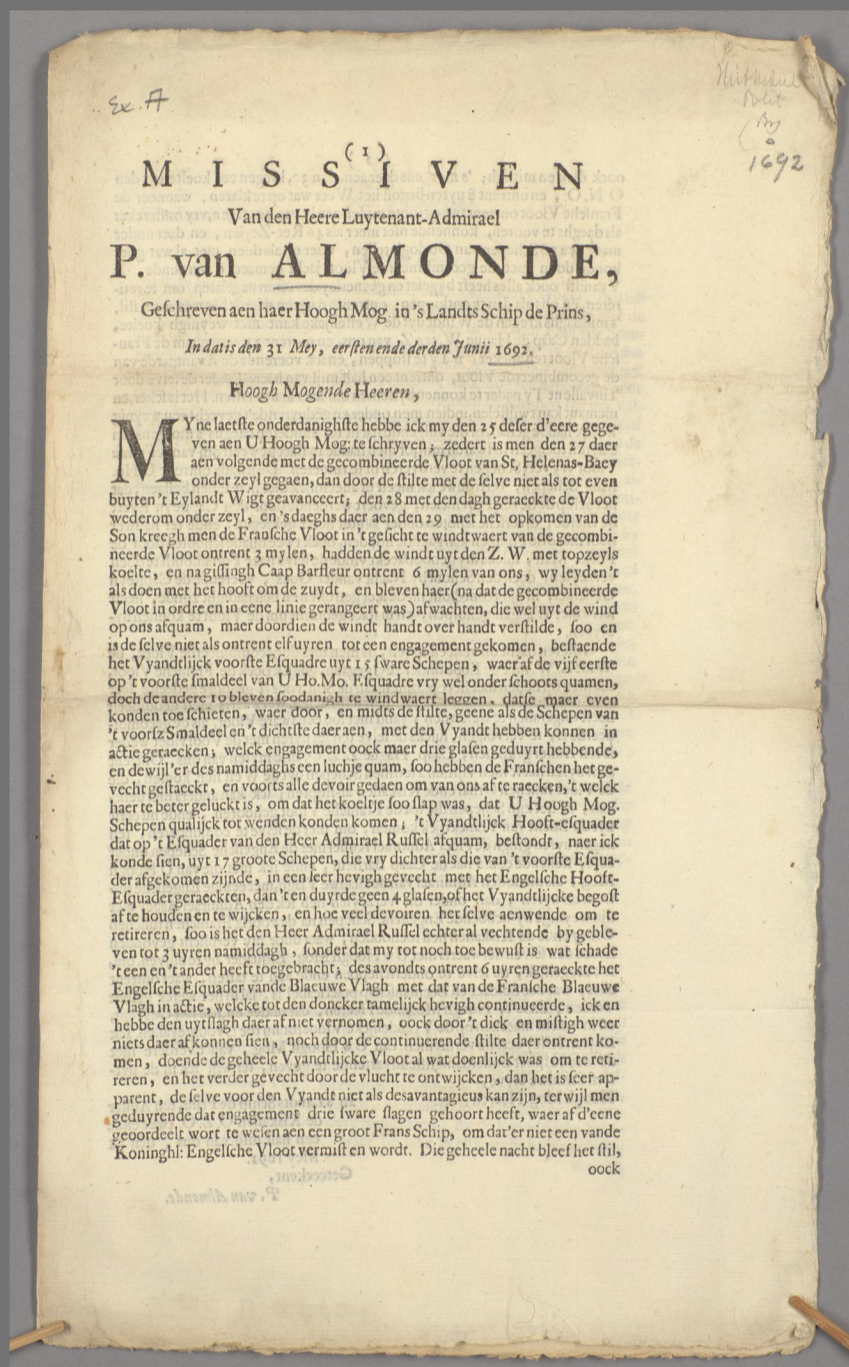 Ex. A
1692
(1)
MISSIVEN
Van den Heere Luytenant-Admirael
P. van ALMONDE,
Geschreven aen haer Hoogh Mog. in 's Landts Schip de Prins,
In datis den 31 Mey, eersten ende derden Junii 1692.
Hoogh Mogende Heeren,
MYne laetste onderdanighste hebbe ick my den 25 deser d'eere gege-
ven aen U Hoogh Mog: te schryven; zedert is men den 27 daer
aen volgende met de gecombineerde Vloot van St. Helenas-Baey
onder zeyl gegaen, dan door de stilte met de selve niet als tot even
buyten 't Eylandt Wigt geavanceert; den 28 met den dagh geraeckte de Vloot
wederom onder zeyl, en 's daeghs daer aen den 29 met het opkomen van de
Son kreegh men de Fransche Vloot in 't gesicht te windtwaert van de gecombi-
neerde Vloot ontrent 3 mylen, hadden de windt uyt den Z. W. met topzeyls
koelte, en na gissingh Caap Barfleur ontrent 6 mylen van ons, wy leyden 't
als doen met het hooft om de zuydt, en bleven haer (na dat de gecombineerde
Vloot in ordre en in eene linie gerangeert was) afwachten, die wel uyt de wind
op ons afquam, maer doordien de windt handt over handt verstilde, soo en
is de selve niet als ontrent elf uyren tot een engagement gekomen, bestaende
het Vyandtlijck voorste Esquadre uyt 15 sware Schepen, waer af de vijf eerste
op 't voorste smaldeel van U Ho. Mo. Esquadre vry wel onder schoots quamen,
doch de andere 10 bleven soodanigh te windwaert leggen, datse maer even
konden toe schieten, waer door, en midts de stilte, geene als de Schepen van
't voorsz Smaldeel en 't dichtste daer aen, met den Vyandt hebben konnen in
actie geraecken; welck engagement oock maer drie glasen geduyrt hebbende,
en dewijl 'er des namiddaghs een luchje quam, soo hebben de Franschen het ge-
vecht gestaeckt, en voorts alle devoir gedaen om van ons af te raecken, 't welck
haer te beter geluckt is, om dat het koeltje soo slap was, dat U Hoogh Mog.
Schepen qualijck tot wenden konden komen; 't Vyandtlijck Hooft-esquader
dat op 't Esquader van den Heer Admirael Russel afquam, bestondt, naer ick
konde sien, uyt 17 groote Schepen, die vry dichter als die van 't voorste Esqua-
der afgekomen zijnde, in een seer hevigh gevecht met het Engelsche Hooft-
Esquader geraeckten, dan 't en duyrde geen 4 glasen, of het Vyandtlijcke begost
af te houden en te wijcken, en hoe veel devoiren het selve aenwende om te
retireren, soo is het den Heer Admirael Russel echter al vechtende by geble-
ven tot 3 uyren namiddagh, sonder dat my tot noch toe bewust is wat schade
't een en 't ander heeft toegebracht; des avondts ontrent 6 uyren geraeckte het
Engelsche Esquader vande Blaeuwe Vlagh met dat van de Fransche Blaeuwe
Vlagh in actie, welcke tot den doncker tamelijck hevigh continueerde, ick en
hebbe den uytslagh daer af niet vernomen, oock door 't dick en mistigh weer
niets daer af konnen sien, noch door de continuerende stilte daer ontrent ko-
men, doende de geheele Vyandtlijcke Vloot al wat doenlijck was om te reti-
reren, en het verder gevecht door de vlucht te ontwijcken, dan het is seer ap-
parent, de selve voor den Vyandt niet als desavantagieus kan zijn, terwijl men
geduyrende dat engagement drie sware slagen gehoort heeft, waer af d'eene
geoordeelt wort te wesen aen een groot Frans Schip, om dat'er niet een vande
Koninghl: Engelsche Vloot vermist en wordt. Die geheele nacht bleef het stil,
oock